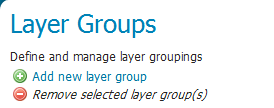 Layer Groups
Define and manage layer groupings
Add new layer group
Remove selected layer group(s)